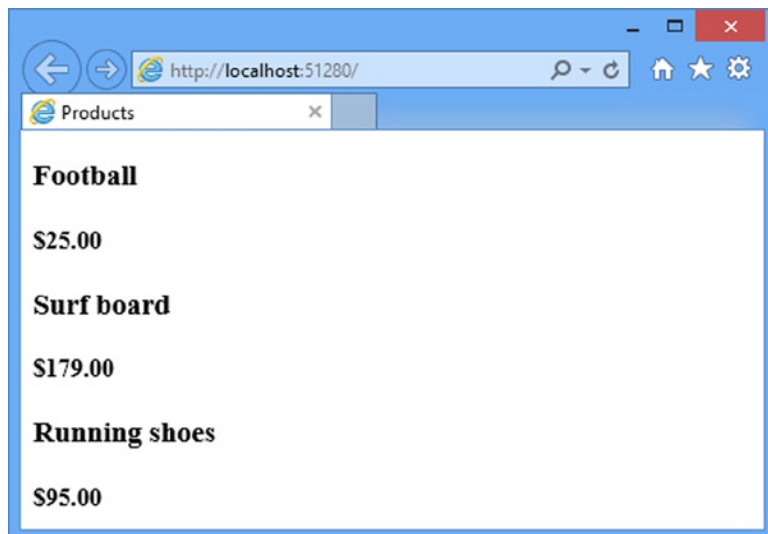 http://localhost:51280/
Products
Football
$25.00
Surf board
$179.00
Running shoes
$95.00